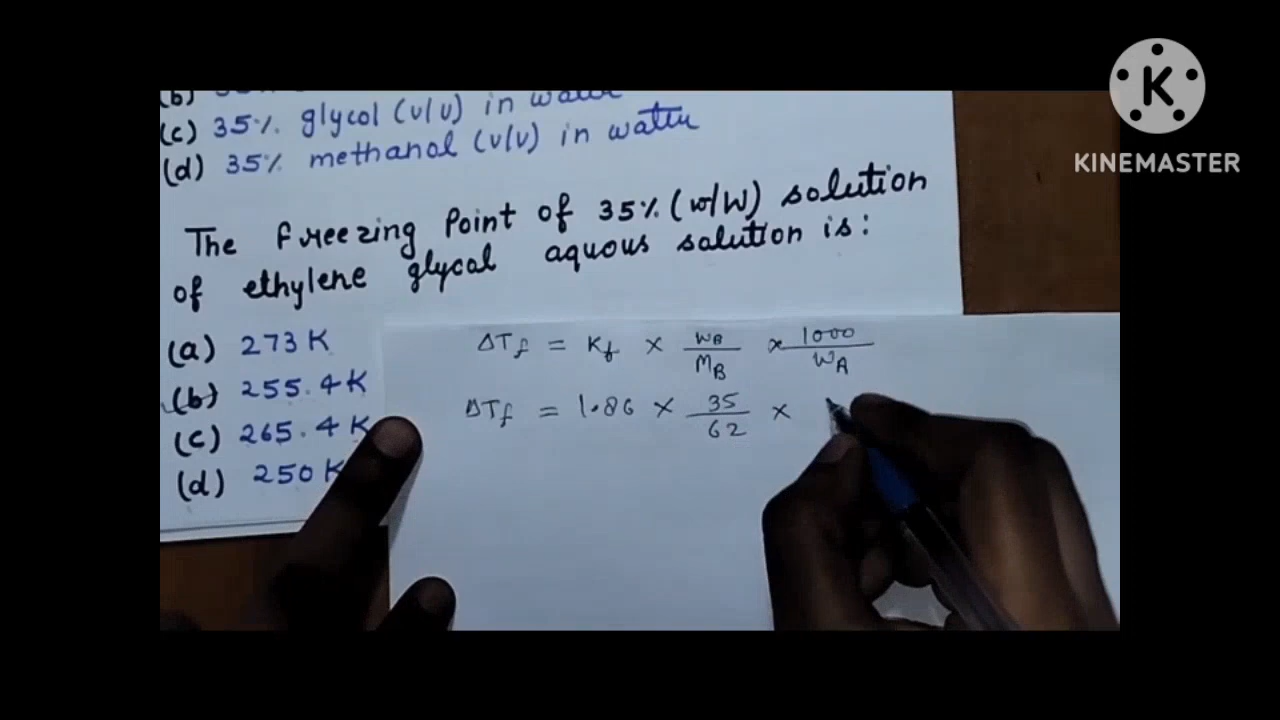 (b)
(c) 35% glycol (v/v) in water
(d) 35% methanol (v/v) in water
The freezing Point of 35% (w/W) solution
of ethylene glycal aquous solution is:
(a) 273 K
(b) 255.4 K
(c) 265.4 K
(d) 250 K
ΔTf = Kf × WB/MB × 1000/WA
ΔTf = 1.86 × 35/62 ×
K
KINEMASTER